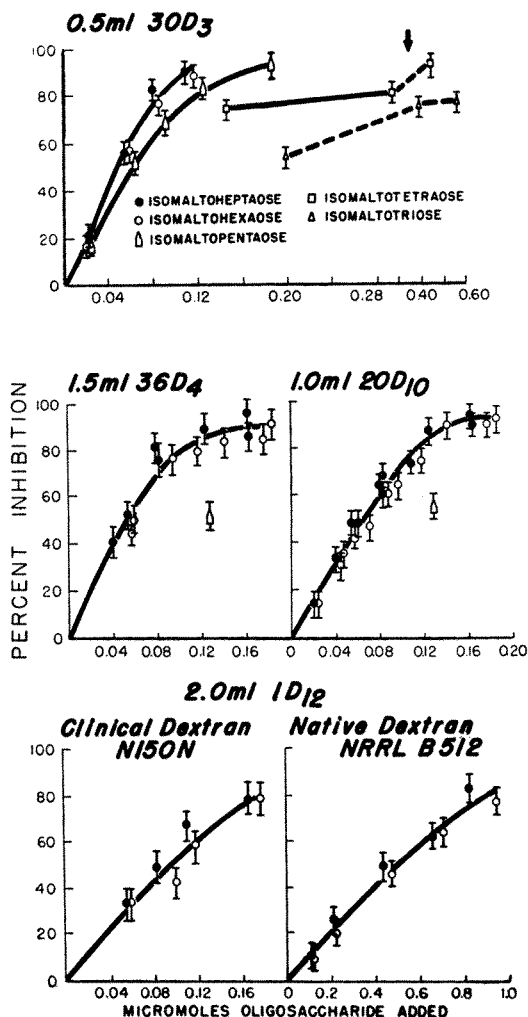 0.5ml 30D3
100
80
60
40
20
0
● ISOMALTOHEPTAOSE
○ ISOMALTOHEXAOSE
ISOMALTOPENTAOSE
□ ISOMALTOTETRAOSE
△ ISOMALTOTRIOSE
0.04 0.12 0.20 0.40 0.60
PERCENT INHIBITION
1.5ml 36D4
100
80
60
40
20
0
0.04 0.08 0.12 0.16
1.0ml 20D10
0 0.04 0.08 0.12 0.16 0.20
2.0ml 1D12
Clinical Dextran
N150N
100
80
60
40
20
0
0.04 0.08 0.12 0.16
Native Dextran
NRRL B512
0 0.2 0.4 0.6 0.8 1.0
MICROMOLES OLIGOSACCHARIDE ADDED